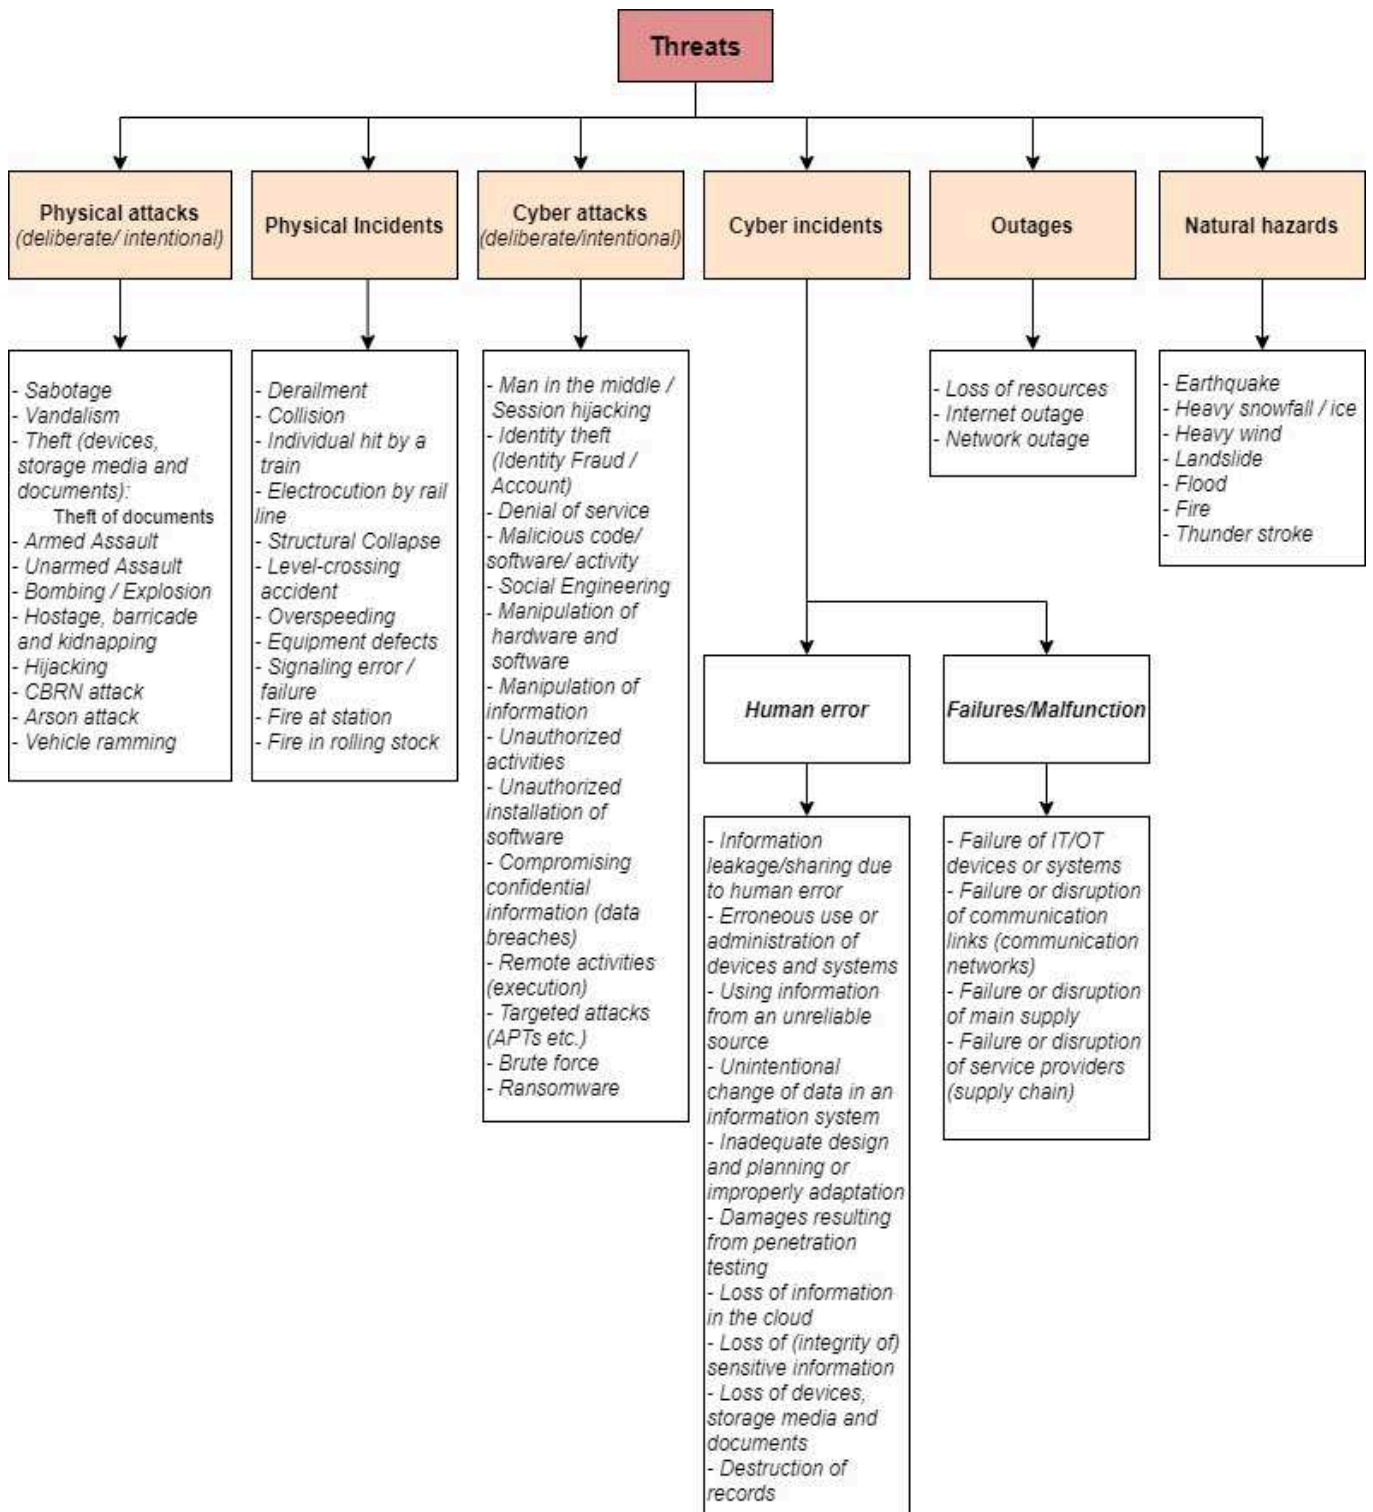 Threats
Physical attacks
(deliberate/ intentional)
Physical Incidents
Cyber attacks
(deliberate/intentional)
Cyber incidents
Outages
Natural hazards
- Sabotage
- Vandalism
- Theft (devices,
storage media and
documents):
Theft of documents
- Armed Assault
- Unarmed Assault
- Bombing / Explosion
- Hostage, barricade
and kidnapping
- Hijacking
- CBRN attack
- Arson attack
- Vehicle ramming
- Derailment
- Collision
- Individual hit by a
train
- Electrocution by rail
line
- Structural Collapse
- Level-crossing
accident
- Overspeeding
- Equipment defects
- Signaling error /
failure
- Fire at station
- Fire in rolling stock
- Man in the middle /
Session hijacking
- Identity theft
(Identity Fraud /
Account)
- Denial of service
- Malicious code/
software/ activity
- Social Engineering
- Manipulation of
hardware and
software
- Manipulation of
information
- Unauthorized
activities
- Unauthorized
installation of
software
- Compromising
confidential
information (data
breaches)
- Remote activities
(execution)
- Targeted attacks
(APTs etc.)
- Brute force
- Ransomware
Human error
- Information
leakage/sharing due
to human error
- Erroneous use or
administration of
devices and systems
- Using information
from an unreliable
source
- Unintentional
change of data in an
information system
- Inadequate design
and planning or
improperly adaptation
- Damages resulting
from penetration
testing
- Loss of information
in the cloud
- Loss of (integrity of)
sensitive information
- Loss of devices,
storage media and
documents
- Destruction of
records
Failures/Malfunction
- Failure of IT/OT
devices or systems
- Failure or disruption
of communication
links (communication
networks)
- Failure or disruption
of main supply
- Failure or disruption
of service providers
(supply chain)
- Loss of resources
- Internet outage
- Network outage
- Earthquake
- Heavy snowfall / ice
- Heavy wind
- Landslide
- Flood
- Fire
- Thunder stroke